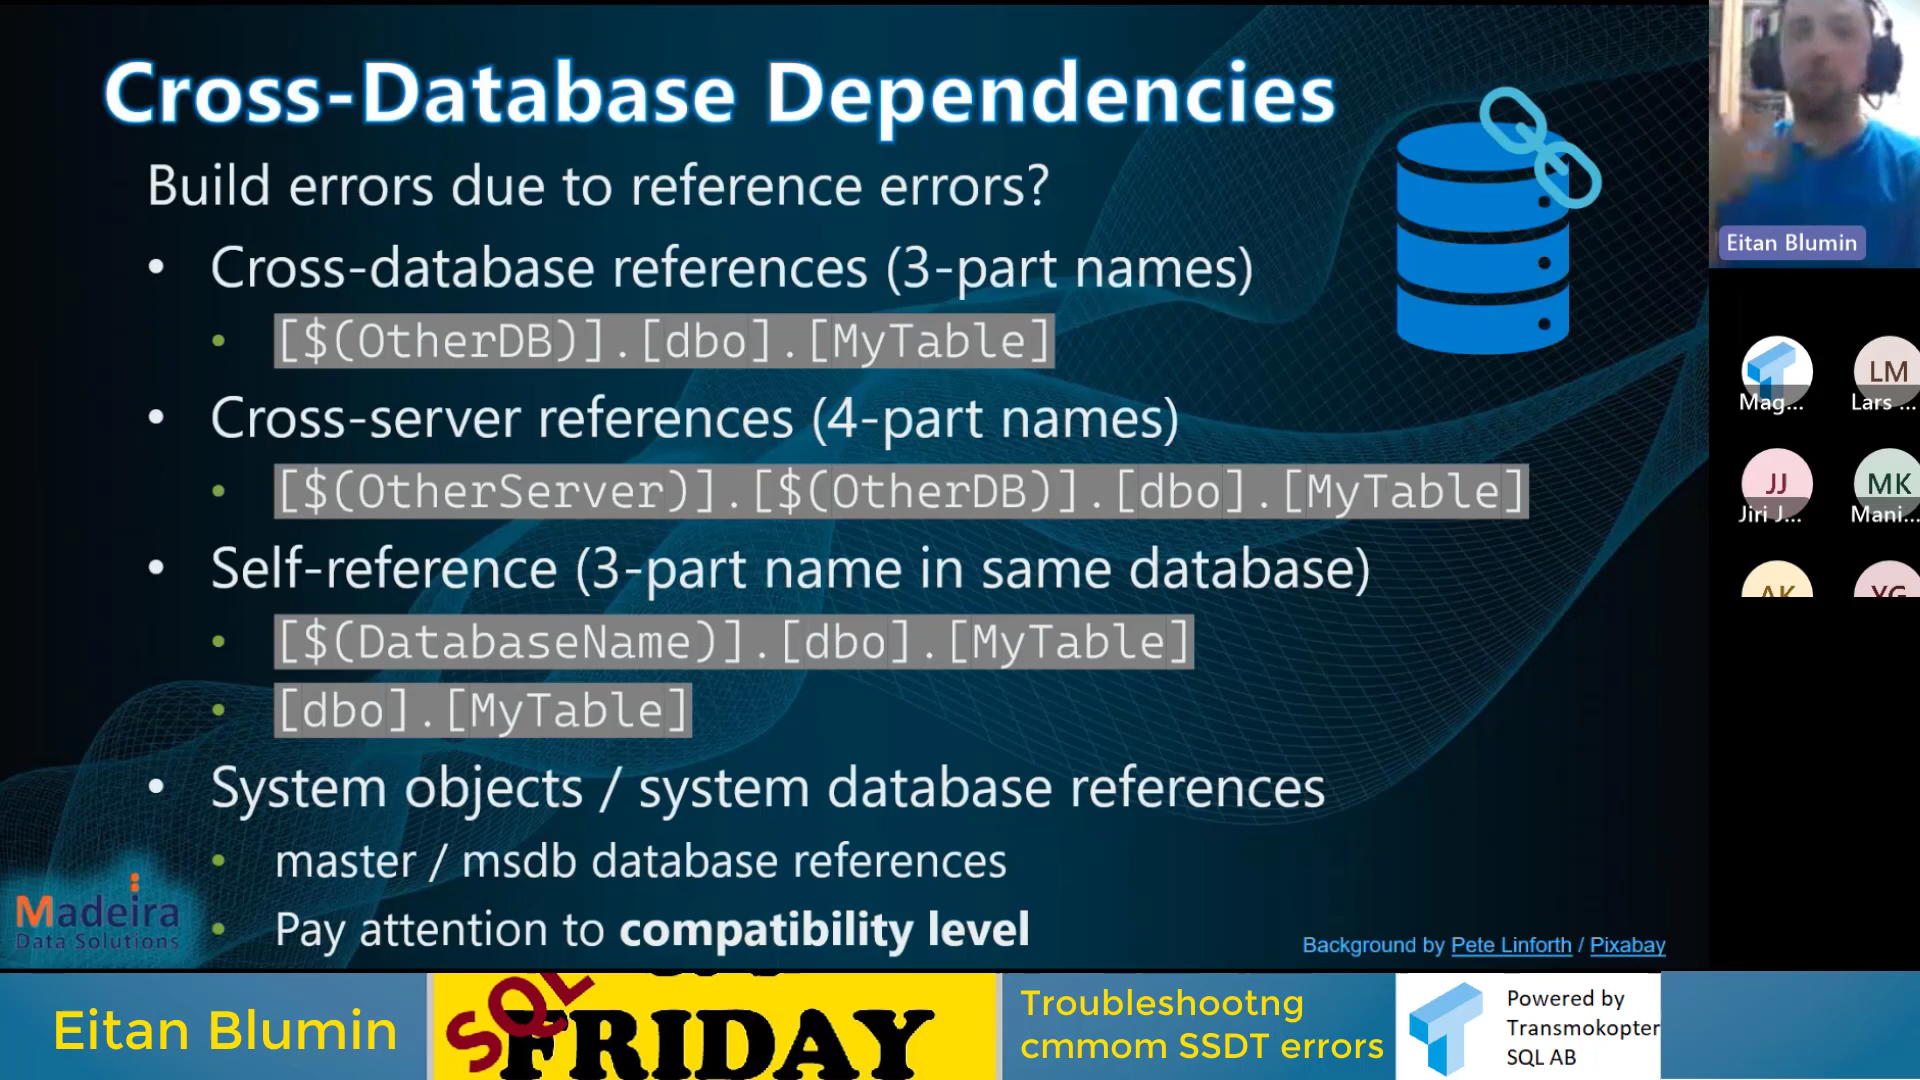 Cross-Database Dependencies
Build errors due to reference errors?
• Cross-database references (3-part names)
• [$(OtherDB)].[dbo].[MyTable]
• Cross-server references (4-part names)
• [$(OtherServer)].[$(OtherDB)].[dbo].[MyTable]
• Self-reference (3-part name in same database)
• [$(DatabaseName)].[dbo].[MyTable]
• [dbo].[MyTable]
• System objects / system database references
• master / msdb database references
• Pay attention to compatibility level
Madeira
Data Solutions
Background by Pete Linforth / Pixabay
Eitan Blumin
Mag...
LM
Lars ...
JJ
Jiri J...
MK
Mani...
AK
YG
Eitan Blumin
SQL
FRIDAY
Troubleshootng
cmmom SSDT errors
Powered by
Transmokopter
SQL AB